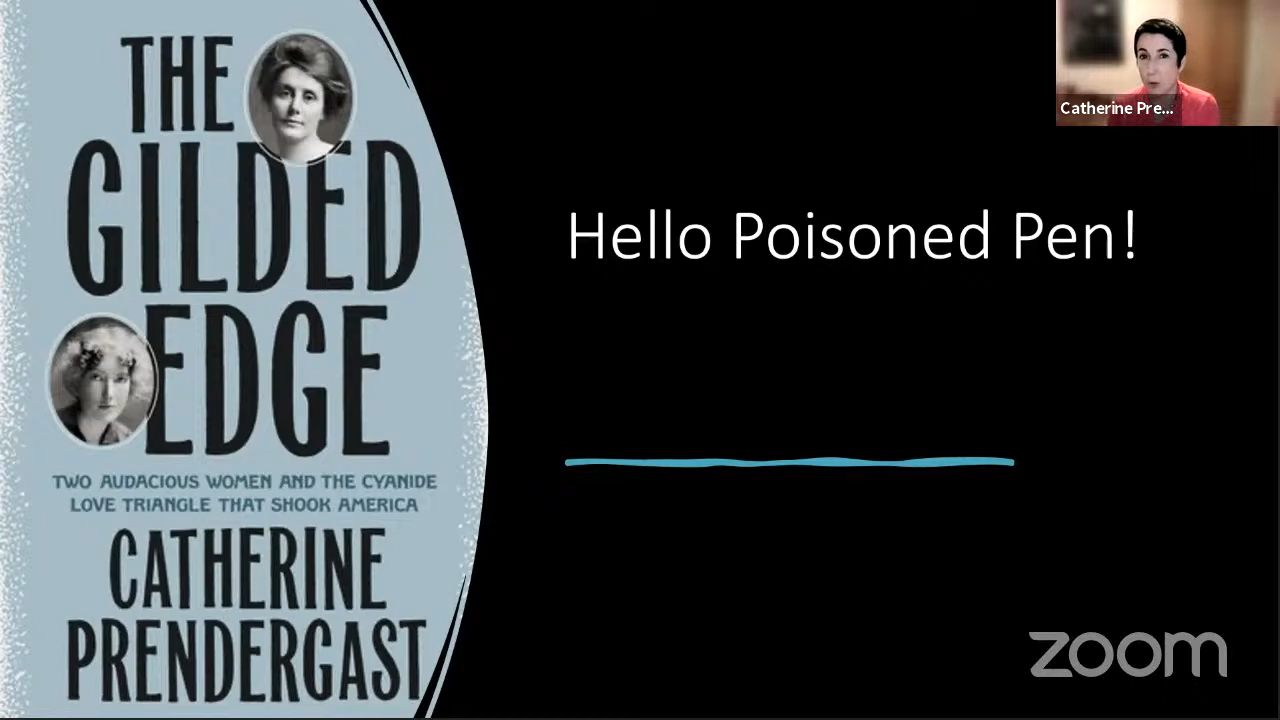 THE
GILDED
EDGE
TWO AUDACIOUS WOMEN AND THE CYANIDE
LOVE TRIANGLE THAT SHOOK AMERICA
CATHERINE
PRENDERGAST
Hello Poisoned Pen!
Catherine Pre...
zoom